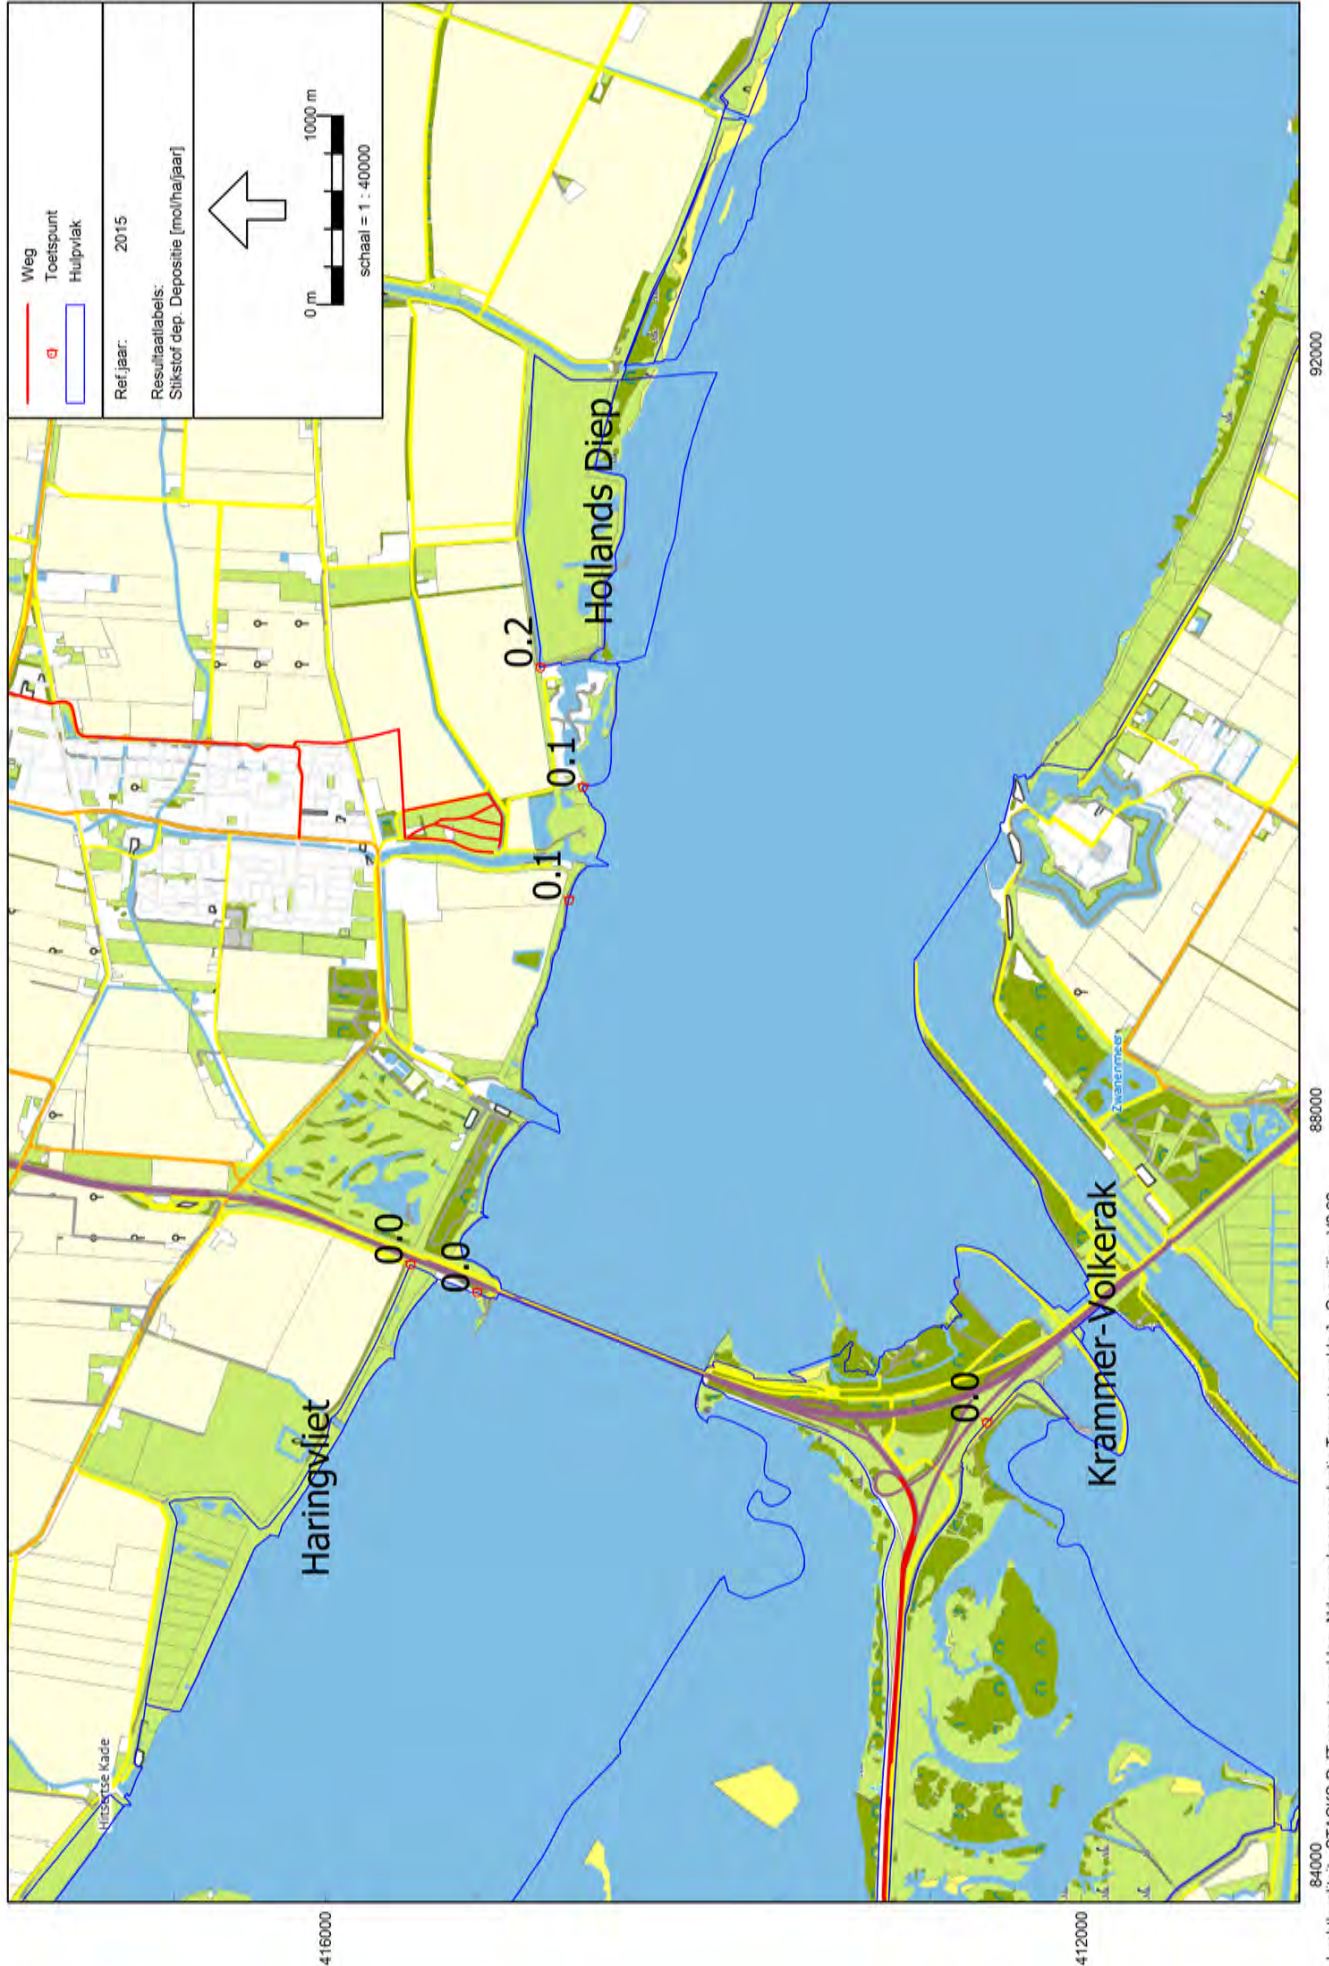 Weg
Toetspunt
Hulpvlak
Ref.jaar: 2015
Resultaatlabels:
Stikstof dep. Depositie [mol/ha/jaar]
0 m 1000 m
schaal = 1 : 40000
Hitsertse Kade
Haringvliet
0.0
0.0
0.1
0.1
0.2
Hollands Diep
0.0
Krammer-Volkerak
Zwanenmeer
416000
412000
84000
88000
92000